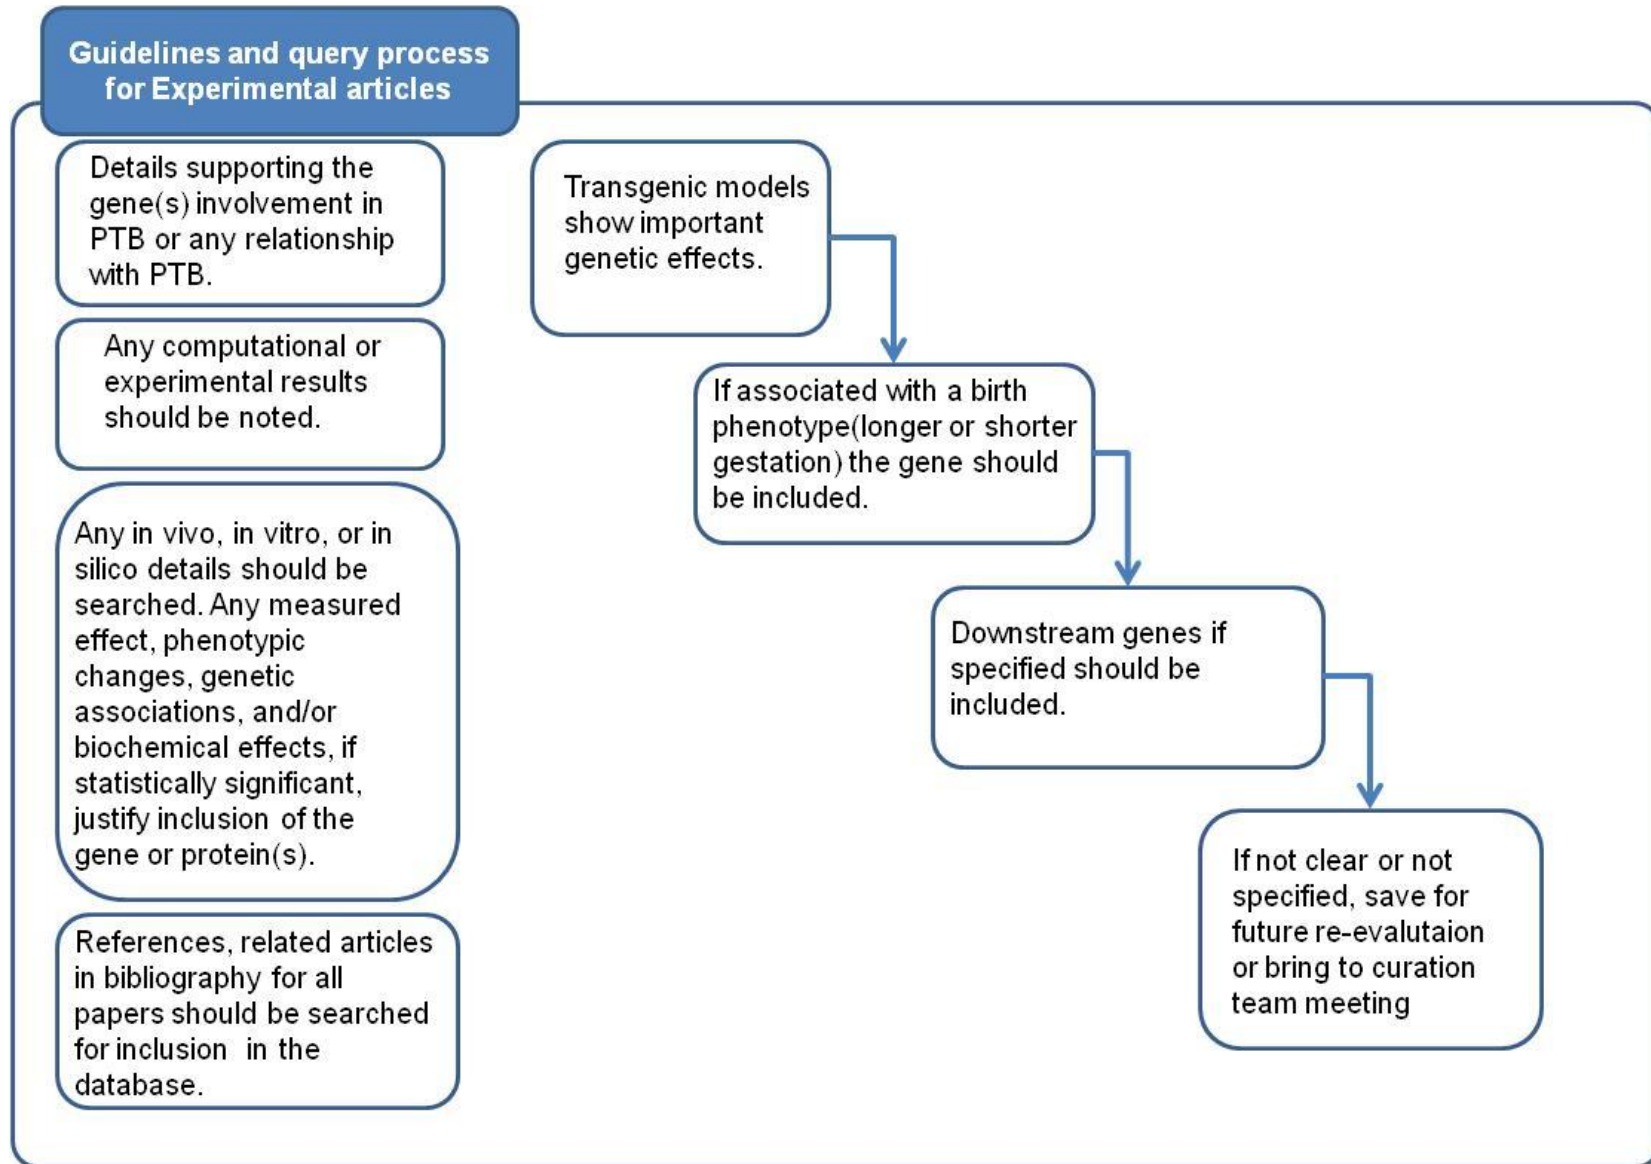 Guidelines and query process
for Experimental articles
Details supporting the
gene(s) involvement in
PTB or any relationship
with PTB.
Any computational or
experimental results
should be noted.
Any in vivo, in vitro, or in
silico details should be
searched. Any measured
effect, phenotypic
changes, genetic
associations, and/or
biochemical effects, if
statistically significant,
justify inclusion of the
gene or protein(s).
References, related articles
in bibliography for all
papers should be searched
for inclusion in the
database.
Transgenic models
show important
genetic effects.
If associated with a birth
phenotype(longer or shorter
gestation) the gene should
be included.
Downstream genes if
specified should be
included.
If not clear or not
specified, save for
future re-evalutaion
or bring to curation
team meeting